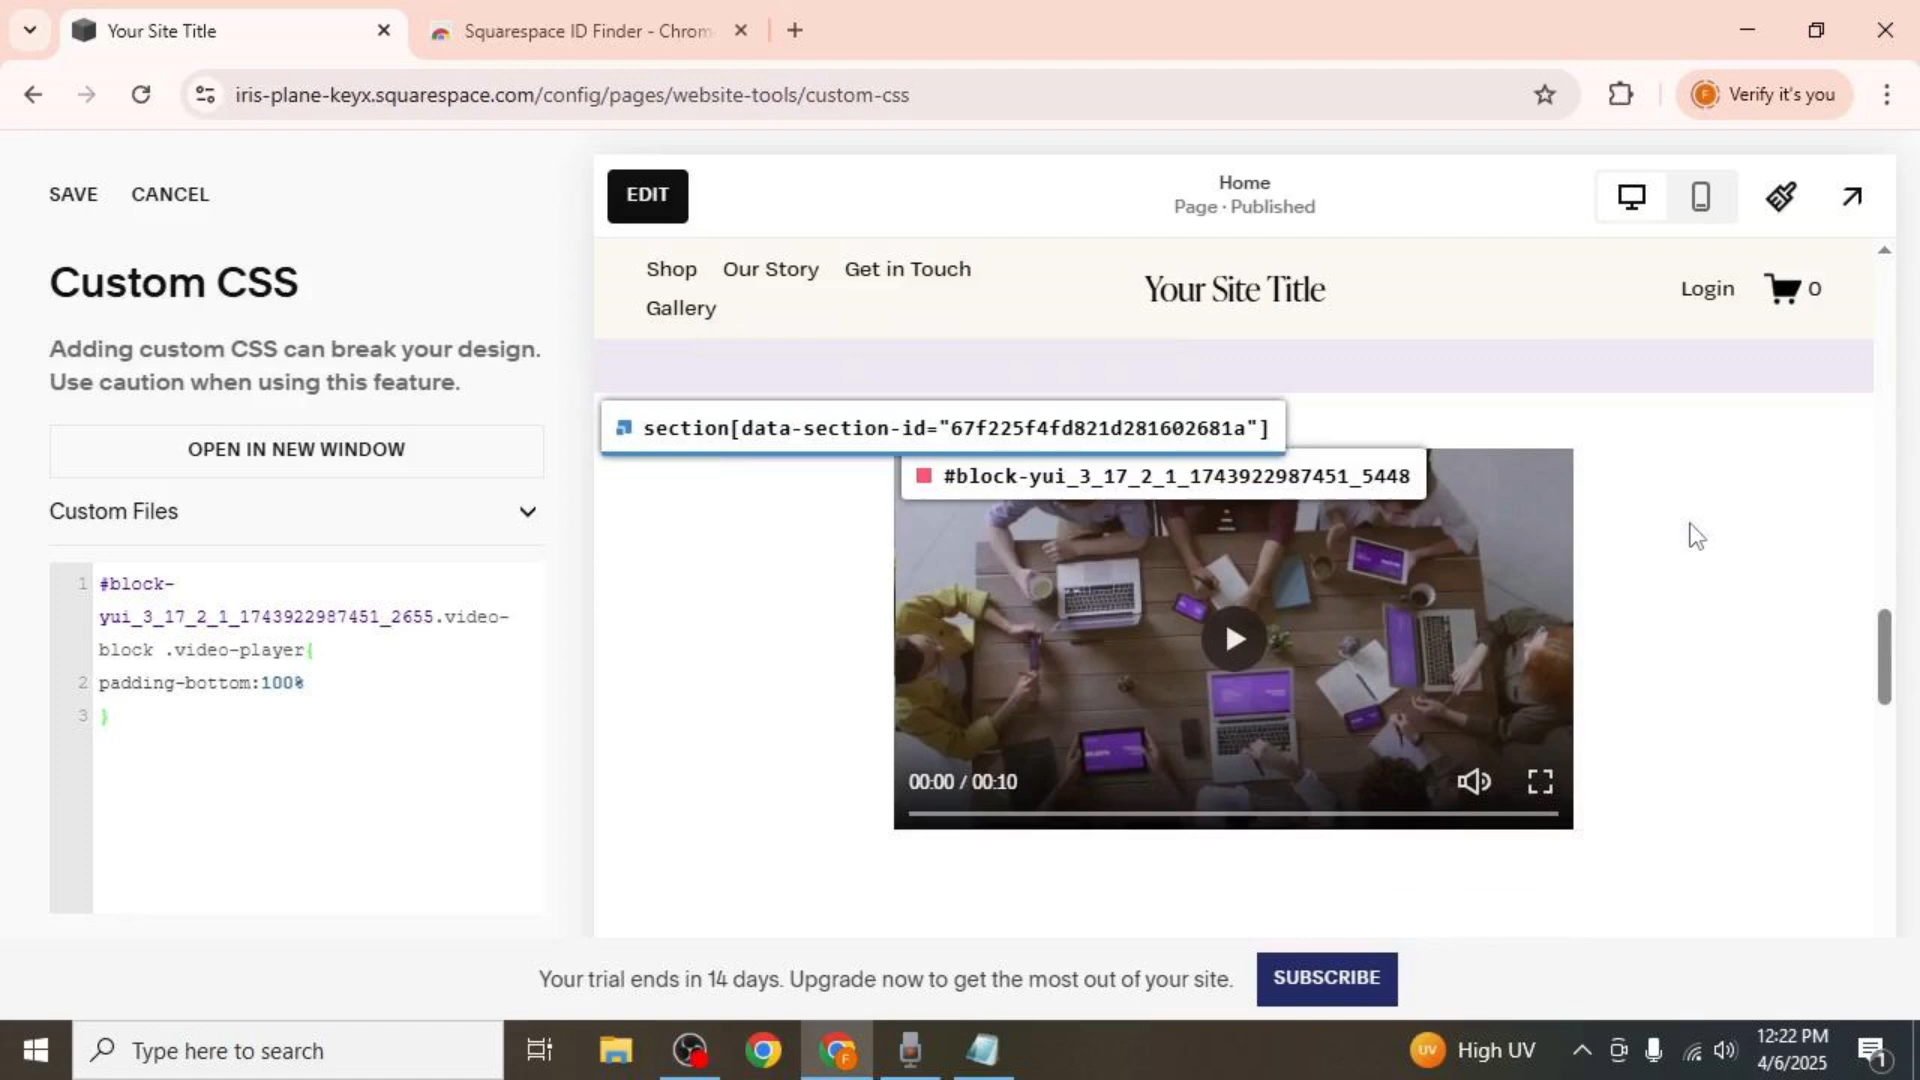 Your Site Title
Squarespace ID Finder - Chrom
iris-plane-keyx.squarespace.com/config/pages/website-tools/custom-css
Verify it's you
SAVE CANCEL
EDIT
Home
Page · Published
Custom CSS
Adding custom CSS can break your design.
Use caution when using this feature.
OPEN IN NEW WINDOW
Custom Files
1 #block-
yui_3_17_2_1_1743922987451_2655.video-
block .video-player{
2 padding-bottom:100%
3 }
Shop Our Story Get in Touch
Gallery
Your Site Title
Login 0
section[data-section-id="67f225f4fd821d281602681a"]
#block-yui_3_17_2_1_1743922987451_5448
00:00 / 00:10
Your trial ends in 14 days. Upgrade now to get the most out of your site.
SUBSCRIBE
Type here to search
F
UV
High UV
12:22 PM
4/6/2025
1